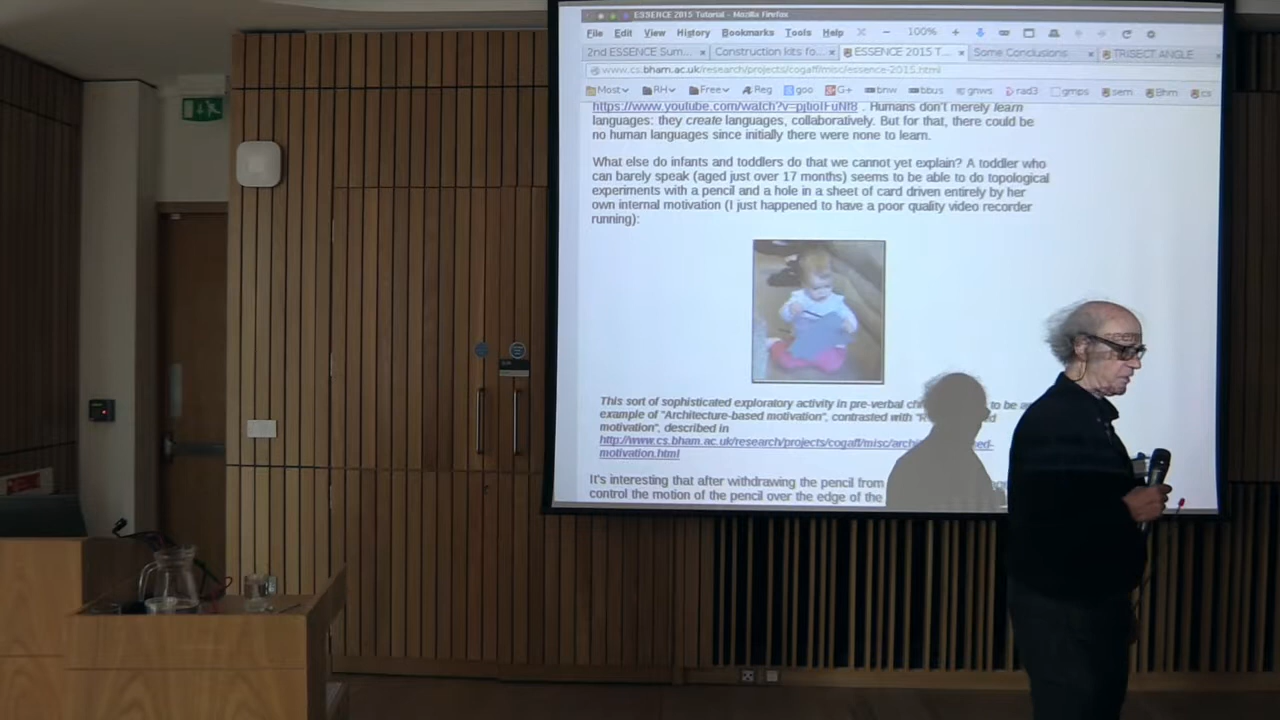 ESSENCE 2015 Tutorial - Mozilla Firefox
File Edit View History Bookmarks Tools Help 100%
2nd ESSENCE Sum... Construction kits fo... ESSENCE 2015 T... Some Conclusions TRISECT ANGLE
www.cs.bham.ac.uk/research/projects/cogaff/misc/essence-2015.html
Most RH Free Reg goo G+ bnw bbus gnws rad3 gmps sem Bhm cs
. Humans don't merely learn
languages: they create languages, collaboratively. But for that, there could be
no human languages since initially there were none to learn.
What else do infants and toddlers do that we cannot yet explain? A toddler who
can barely speak (aged just over 17 months) seems to be able to do topological
experiments with a pencil and a hole in a sheet of card driven entirely by her
own internal motivation (I just happened to have a poor quality video recorder
running):
This sort of sophisticated exploratory activity in pre-verbal to be
example of "Architecture-based motivation", contrasted with
motivation", described in
http://www.cs.bham.ac.uk/research/projects/cogaff/misc/
motivation.html
It's interesting that after withdrawing the pencil from
control the motion of the pencil over the edge of the